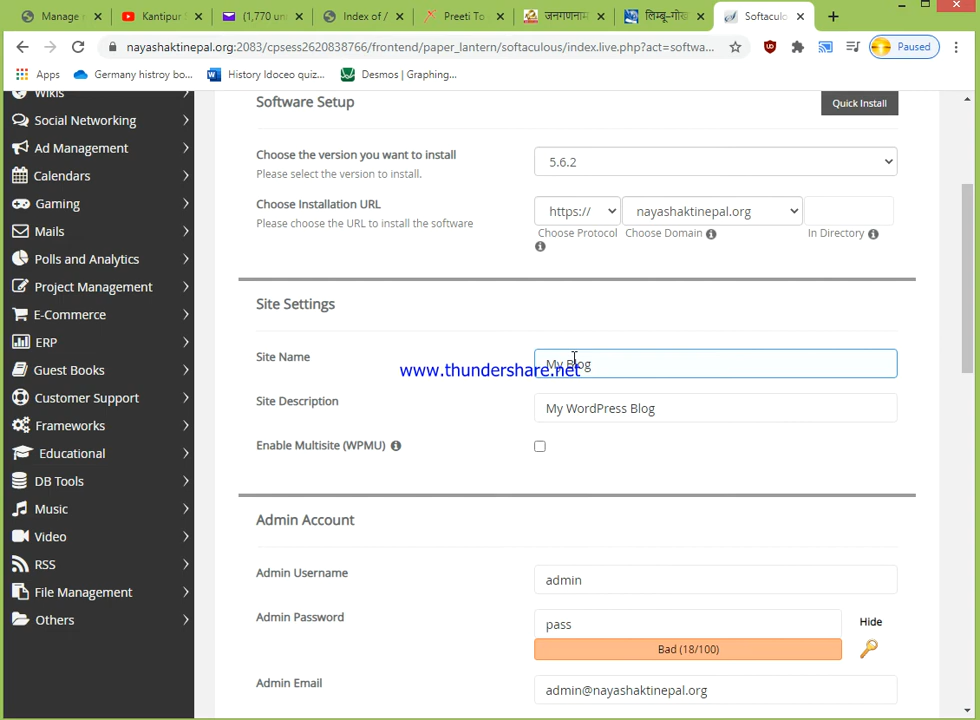 Manage r
Kantipur
(1,770 un
Index of /
Preeti To
जनगणनाम
लिम्बू-गोर
Softaculo
nayashaktinepal.org:2083/cpsess2620838766/frontend/paper_lantern/softaculous/index.live.php?act=softwa...
Paused
Apps
Germany histroy bo...
History Idoceo quiz...
Desmos | Graphing...
Wikis
Social Networking
Ad Management
Calendars
Gaming
Mails
Polls and Analytics
Project Management
E-Commerce
ERP
Guest Books
Customer Support
Frameworks
Educational
DB Tools
Music
Video
RSS
File Management
Others
Software Setup
Quick Install
Choose the version you want to install
Please select the version to install.
5.6.2
Choose Installation URL
Please choose the URL to install the software
https://
nayashaktinepal.org
Choose Protocol
Choose Domain
In Directory
Site Settings
Site Name
My Blog
www.thundershare.net
Site Description
My WordPress Blog
Enable Multisite (WPMU)
Admin Account
Admin Username
admin
Admin Password
pass
Hide
Bad (18/100)
Admin Email
admin@nayashaktinepal.org